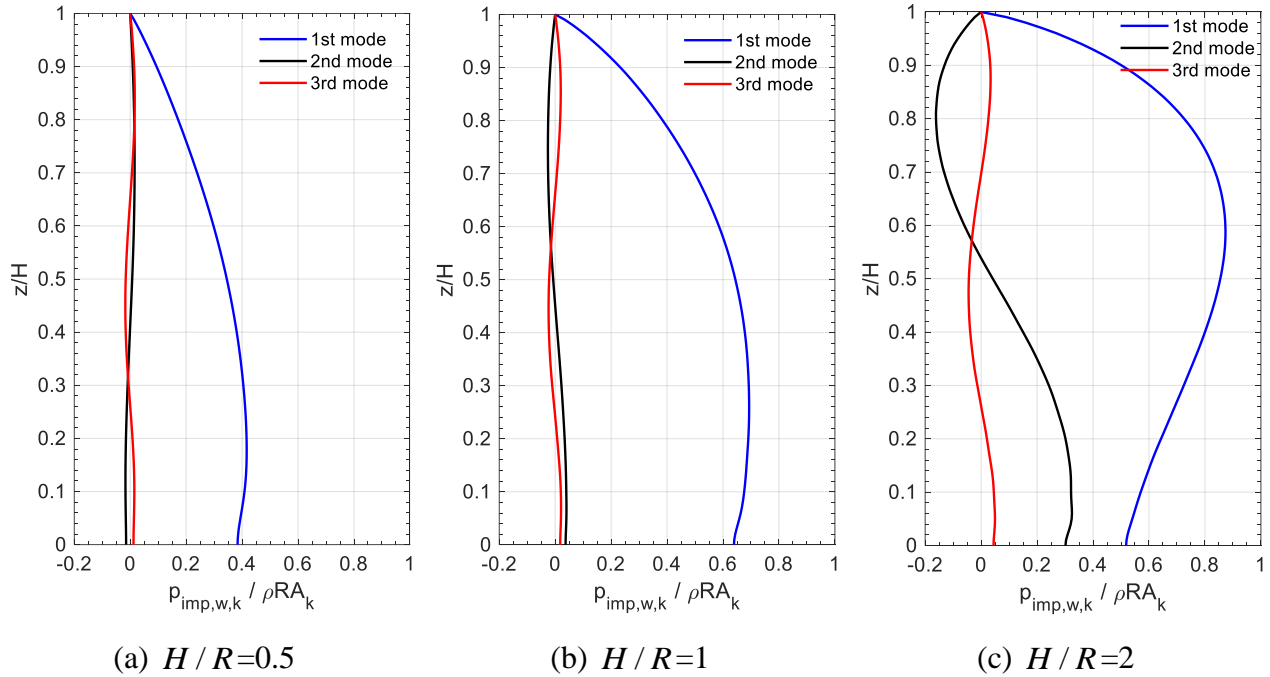 1
0.9
0.8
0.7
0.6
0.5
0.4
0.3
0.2
0.1
0
z/H
1st mode
2nd mode
3rd mode
-0.2 0 0.2 0.4 0.6 0.8 1
p_imp,w,k / ρRA_k
(a) H / R=0.5
1
0.9
0.8
0.7
0.6
0.5
0.4
0.3
0.2
0.1
0
z/H
1st mode
2nd mode
3rd mode
-0.2 0 0.2 0.4 0.6 0.8 1
p_imp,w,k / ρRA_k
(b) H / R=1
1
0.9
0.8
0.7
0.6
0.5
0.4
0.3
0.2
0.1
0
z/H
1st mode
2nd mode
3rd mode
-0.2 0 0.2 0.4 0.6 0.8 1
p_imp,w,k / ρRA_k
(c) H / R=2